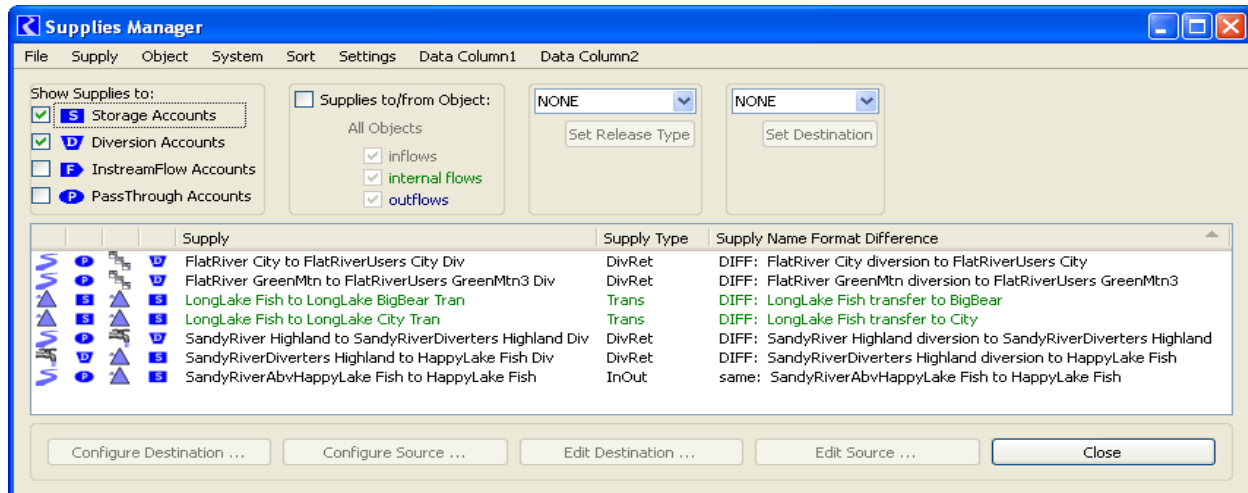 Supplies Manager
File Supply Object System Sort Settings Data Column1 Data Column2
Show Supplies to:
S Storage Accounts
D Diversion Accounts
F InstreamFlow Accounts
P PassThrough Accounts
Supplies to/from Object:
All Objects
inflows
internal flows
outflows
NONE
Set Release Type
NONE
Set Destination
Supply Supply Type Supply Name Format Difference
P D FlatRiver City to FlatRiverUsers City Div DivRet DIFF: FlatRiver City diversion to FlatRiverUsers City
P D FlatRiver GreenMtn to FlatRiverUsers GreenMtn3 Div DivRet DIFF: FlatRiver GreenMtn diversion to FlatRiverUsers GreenMtn3
S S LongLake Fish to LongLake BigBear Tran Trans DIFF: LongLake Fish transfer to BigBear
S S LongLake Fish to LongLake City Tran Trans DIFF: LongLake Fish transfer to City
P D SandyRiver Highland to SandyRiverDiverters Highland Div DivRet DIFF: SandyRiver Highland diversion to SandyRiverDiverters Highland
D S SandyRiverDiverters Highland to HappyLake Fish Div DivRet DIFF: SandyRiverDiverters Highland diversion to HappyLake Fish
P S SandyRiverAbvHappyLake Fish to HappyLake Fish InOut same: SandyRiverAbvHappyLake Fish to HappyLake Fish
Configure Destination ... Configure Source ... Edit Destination ... Edit Source ... Close